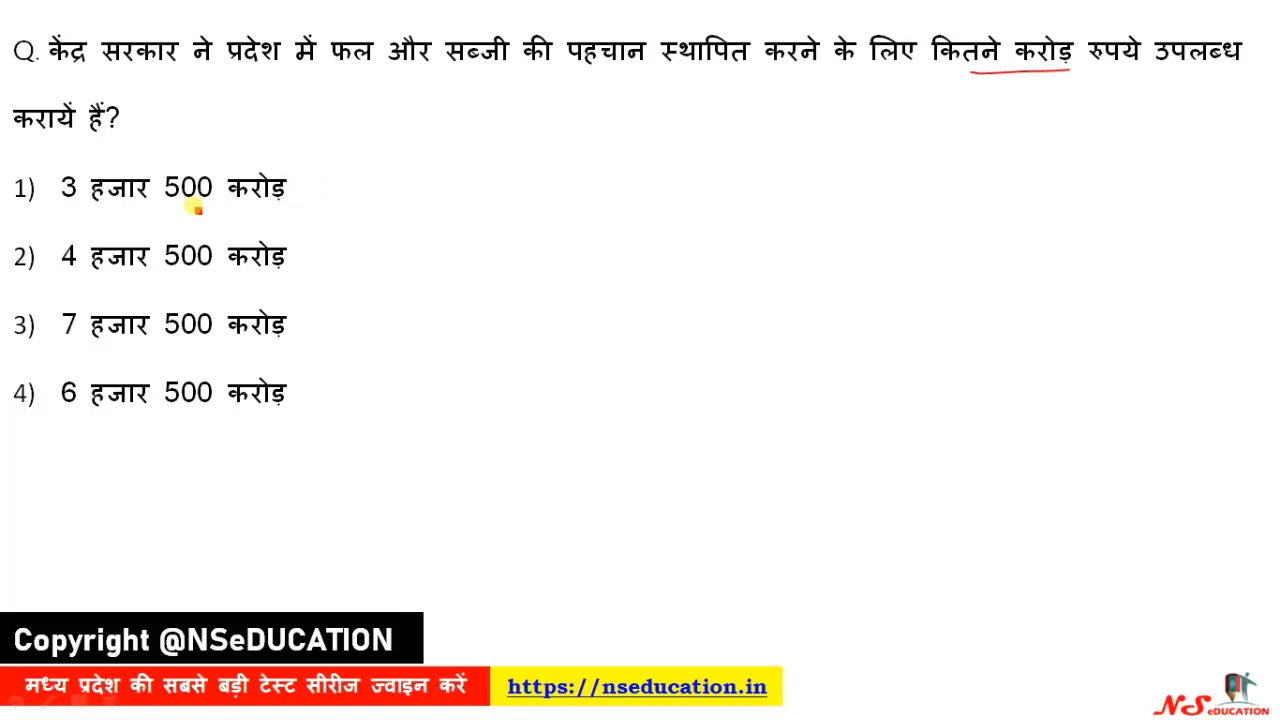 Q. केंद्र सरकार ने प्रदेश में फल और सब्जी की पहचान स्थापित करने के लिए कितने करोड़ रुपये उपलब्ध
करायें हैं?
1) 3 हजार 500 करोड़
2) 4 हजार 500 करोड़
3) 7 हजार 500 करोड़
4) 6 हजार 500 करोड़
Copyright @NSeDUCATION
मध्य प्रदेश की सबसे बड़ी टेस्ट सीरीज ज्वाइन करें https://nseducation.in
NS eDUCATION